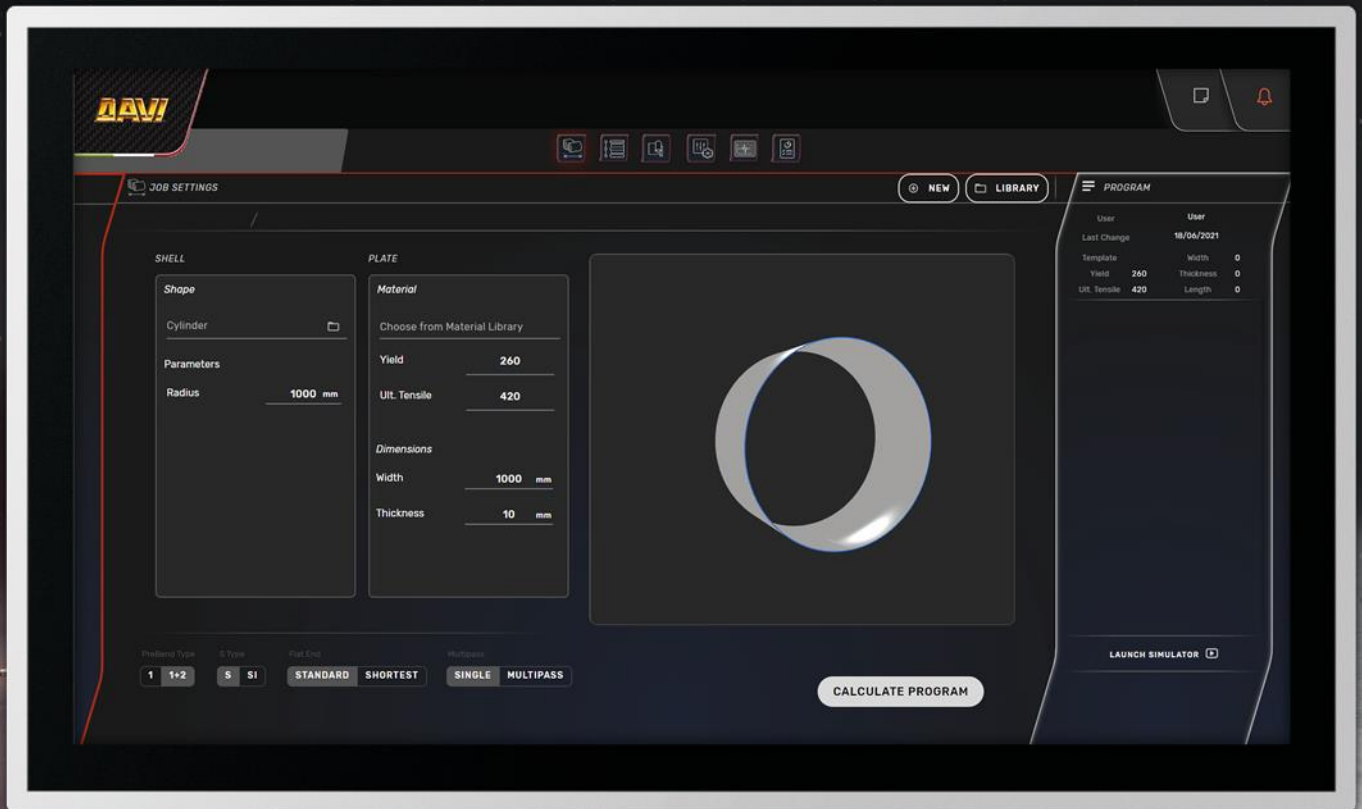 DAVI
JOB SETTINGS
NEW
LIBRARY
PROGRAM
User User
Last Change 18/06/2021
Template Width 0
Yield 260 Thickness 0
Ult. Tensile 420 Length 0
SHELL
Shape
Cylinder
Parameters
Radius 1000 mm
PLATE
Material
Choose from Material Library
Yield 260
Ult. Tensile 420
Dimensions
Width 1000 mm
Thickness 10 mm
PreBend Type S Type Flat End Multipass
1 1+2 S SI STANDARD SHORTEST SINGLE MULTIPASS
CALCULATE PROGRAM
LAUNCH SIMULATOR